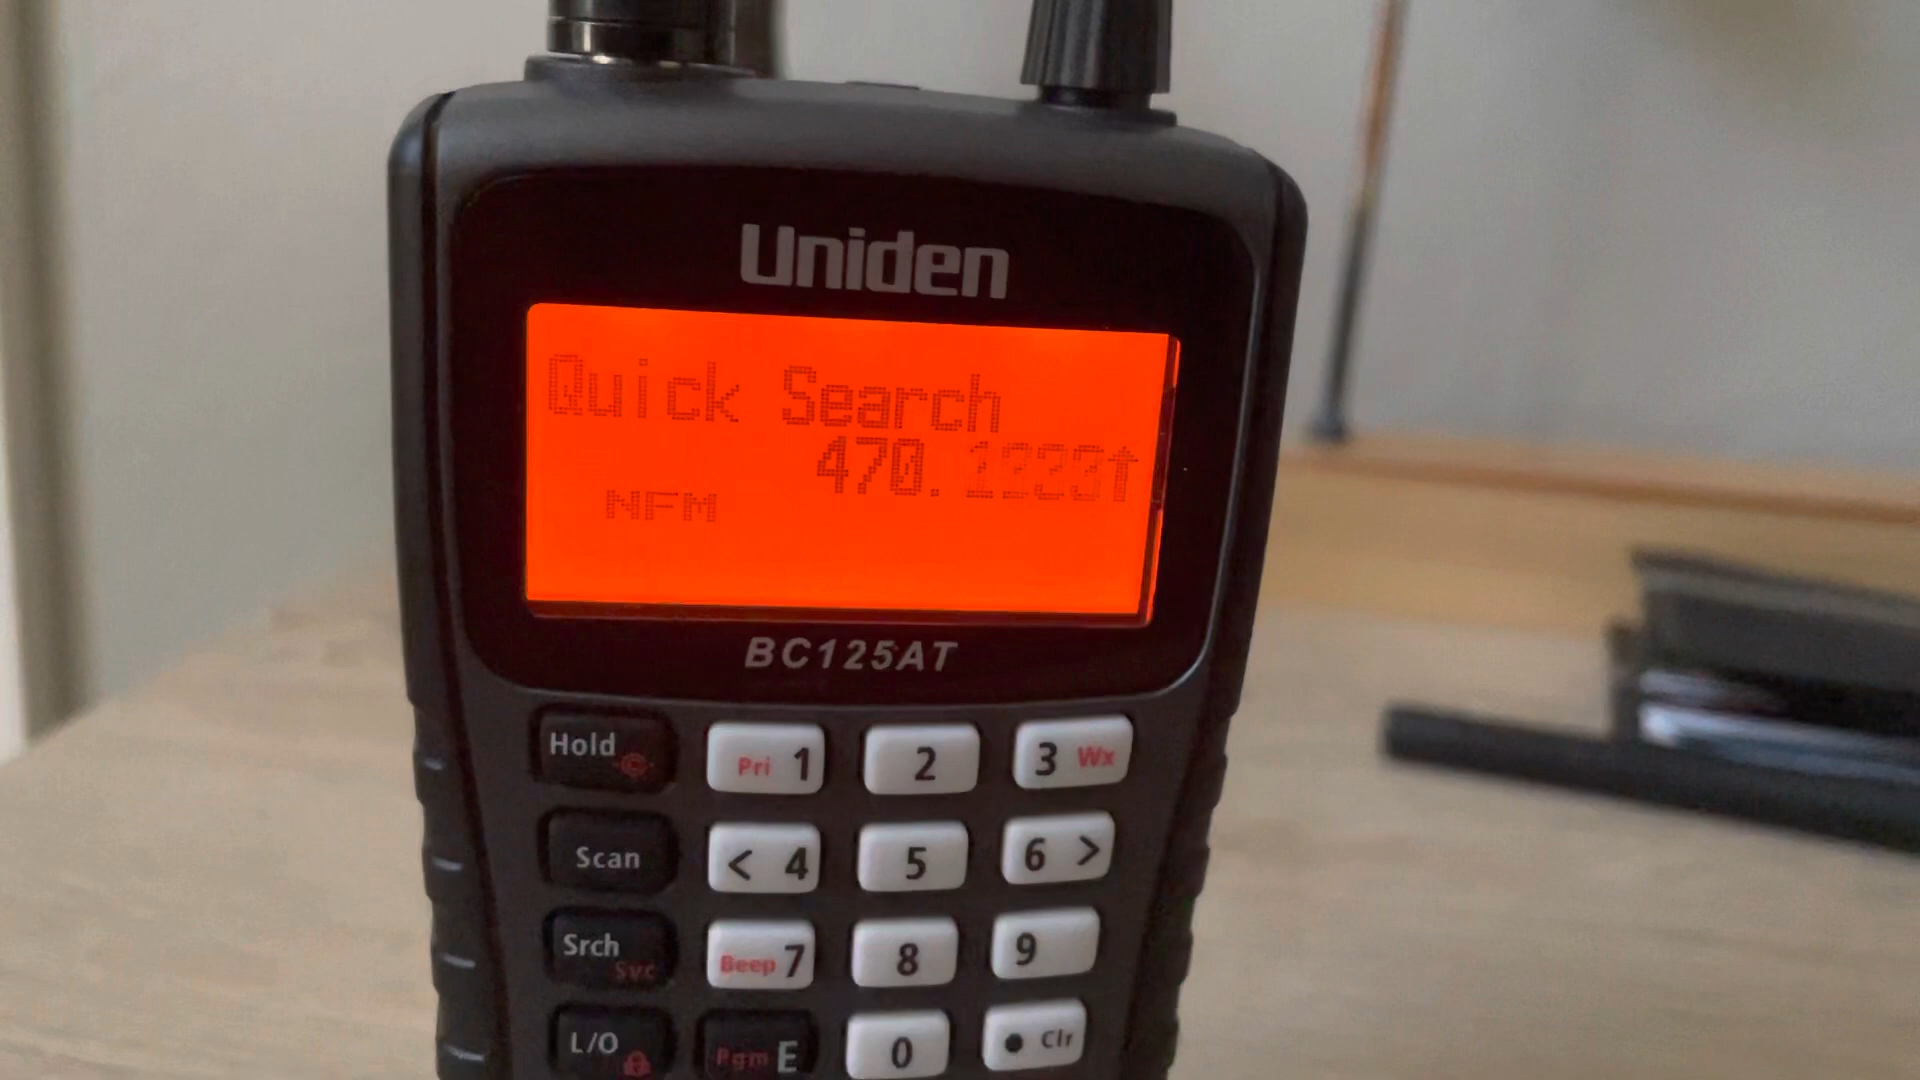 Uniden
Quick Search
470.
NFM
BC125AT
Hold Pri 1 2 3 Wx
Scan < 4 5 6 >
Srch Svc Beep 7 8 9
L/O Pgm E 0 • Clr